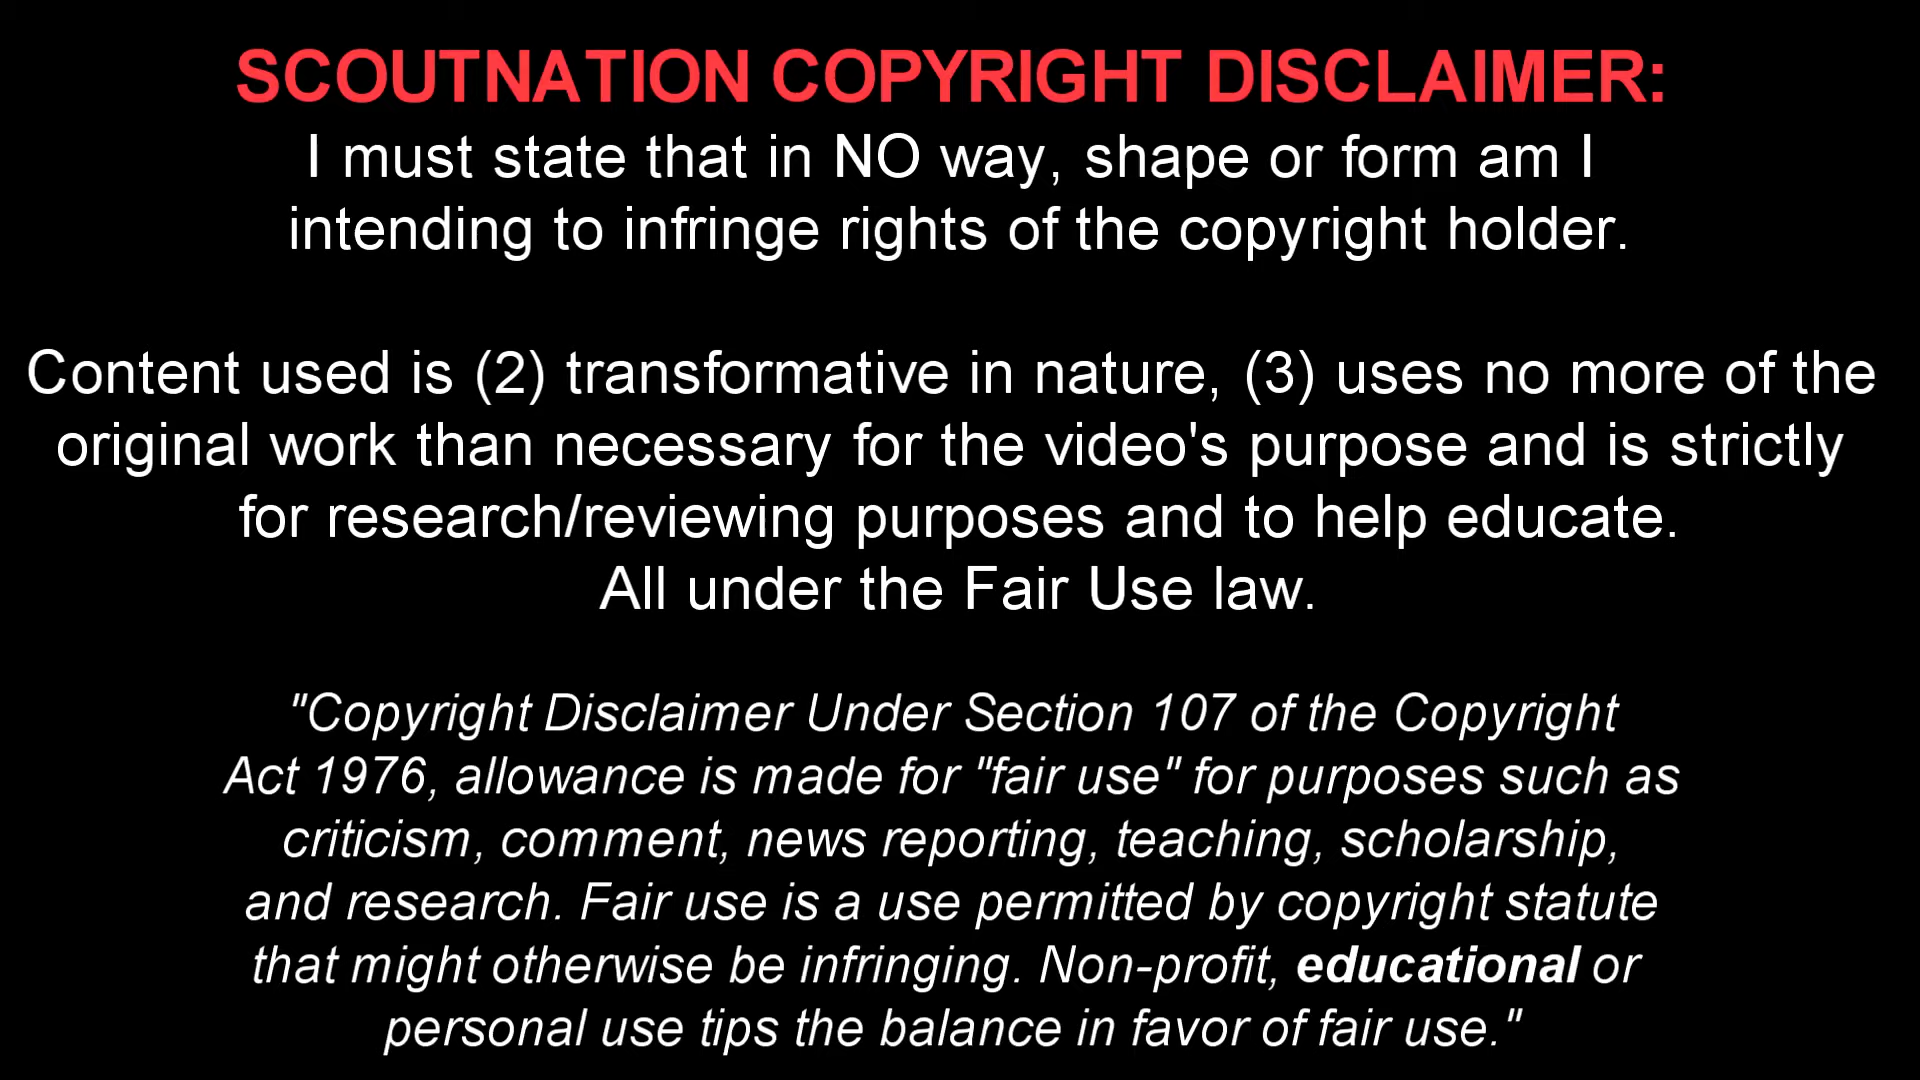 SCOUTNATION COPYRIGHT DISCLAIMER:
I must state that in NO way, shape or form am I
intending to infringe rights of the copyright holder.
Content used is (2) transformative in nature, (3) uses no more of the
original work than necessary for the video's purpose and is strictly
for research/reviewing purposes and to help educate.
All under the Fair Use law.
"Copyright Disclaimer Under Section 107 of the Copyright
Act 1976, allowance is made for "fair use" for purposes such as
criticism, comment, news reporting, teaching, scholarship,
and research. Fair use is a use permitted by copyright statute
that might otherwise be infringing. Non-profit, educational or
personal use tips the balance in favor of fair use."